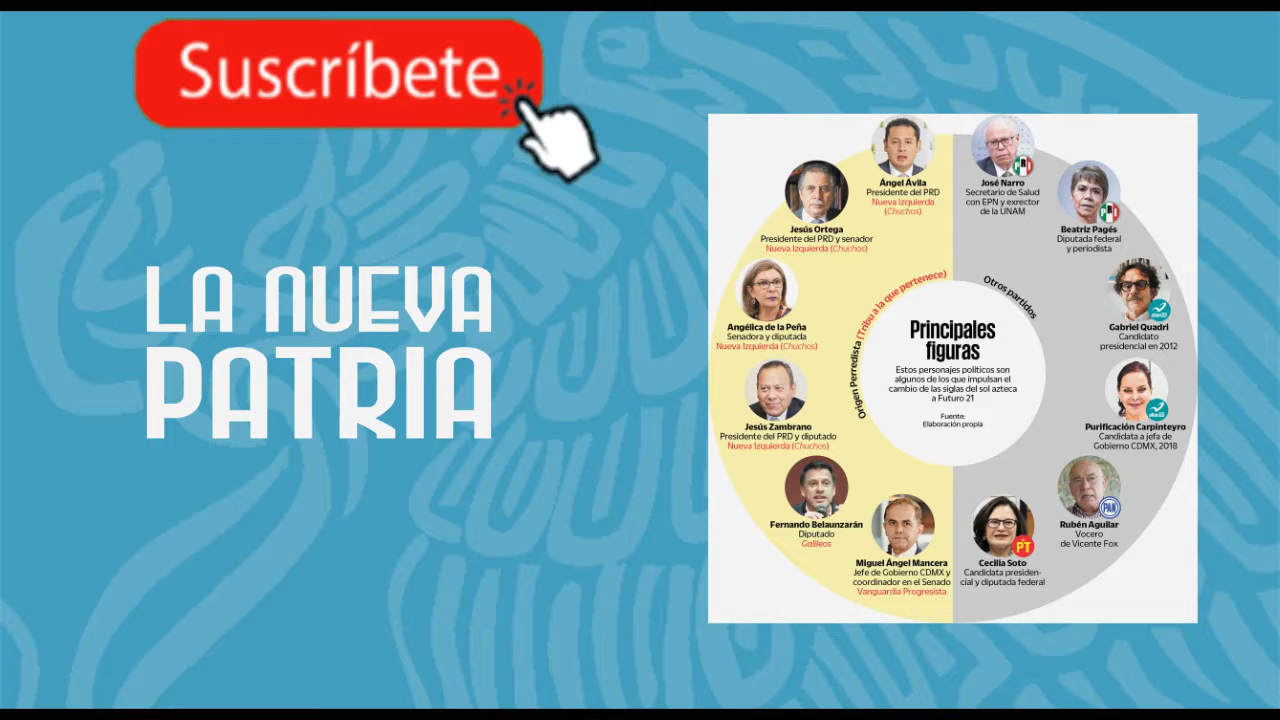 Suscríbete
LA NUEVA
PATRIA
Ángel Ávila
Presidente del PRD
Nueva Izquierda
(Chuchos)
José Narro
Secretario de Salud
con EPN y exrector
de la UNAM
PRI
Jesús Ortega
Presidente del PRD y senador
Nueva Izquierda (Chuchos)
Beatriz Pagés
Diputada federal
y periodista
PRI
Angélica de la Peña
Senadora y diputada
Nueva Izquierda (Chuchos)
Gabriel Quadri
Candidato
presidencial en 2012
Jesús Zambrano
Presidente del PRD y diputado
Nueva Izquierda (Chuchos)
Purificación Carpinteyro
Candidata a jefa de
Gobierno CDMX, 2018
Fernando Belaunzarán
Diputado
Galileos
Rubén Aguilar
Vocero
de Vicente Fox
PAN
Miguel Ángel Mancera
Jefe de Gobierno CDMX y
coordinador en el Senado
Vanguardia Progresista
Cecilia Soto
Candidata presiden-
cial y diputada federal
PT
Origen Perredista (Tribu a la que pertenece)
Otros partidos
Principales
figuras
Estos personajes políticos son
algunos de los que impulsan el
cambio de las siglas del sol azteca
a Futuro 21
Fuente:
Elaboración propia